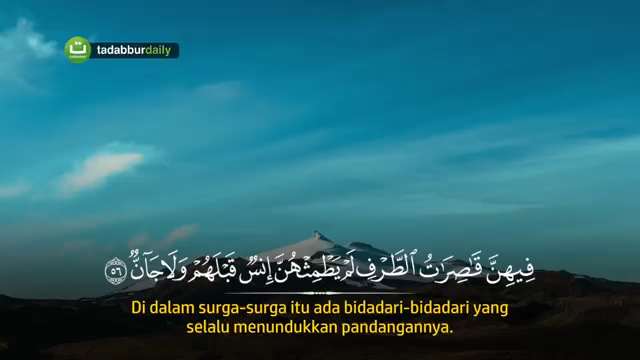 tadabburdaily
فِيهِنَّ قَٰصِرَٰتُ ٱلطَّرْفِ لَمْ يَطْمِثْهُنَّ إِنسٌ قَبْلَهُمْ وَلَا جَآنٌّ ۝٥٦
Di dalam surga-surga itu ada bidadari-bidadari yang
selalu menundukkan pandangannya.